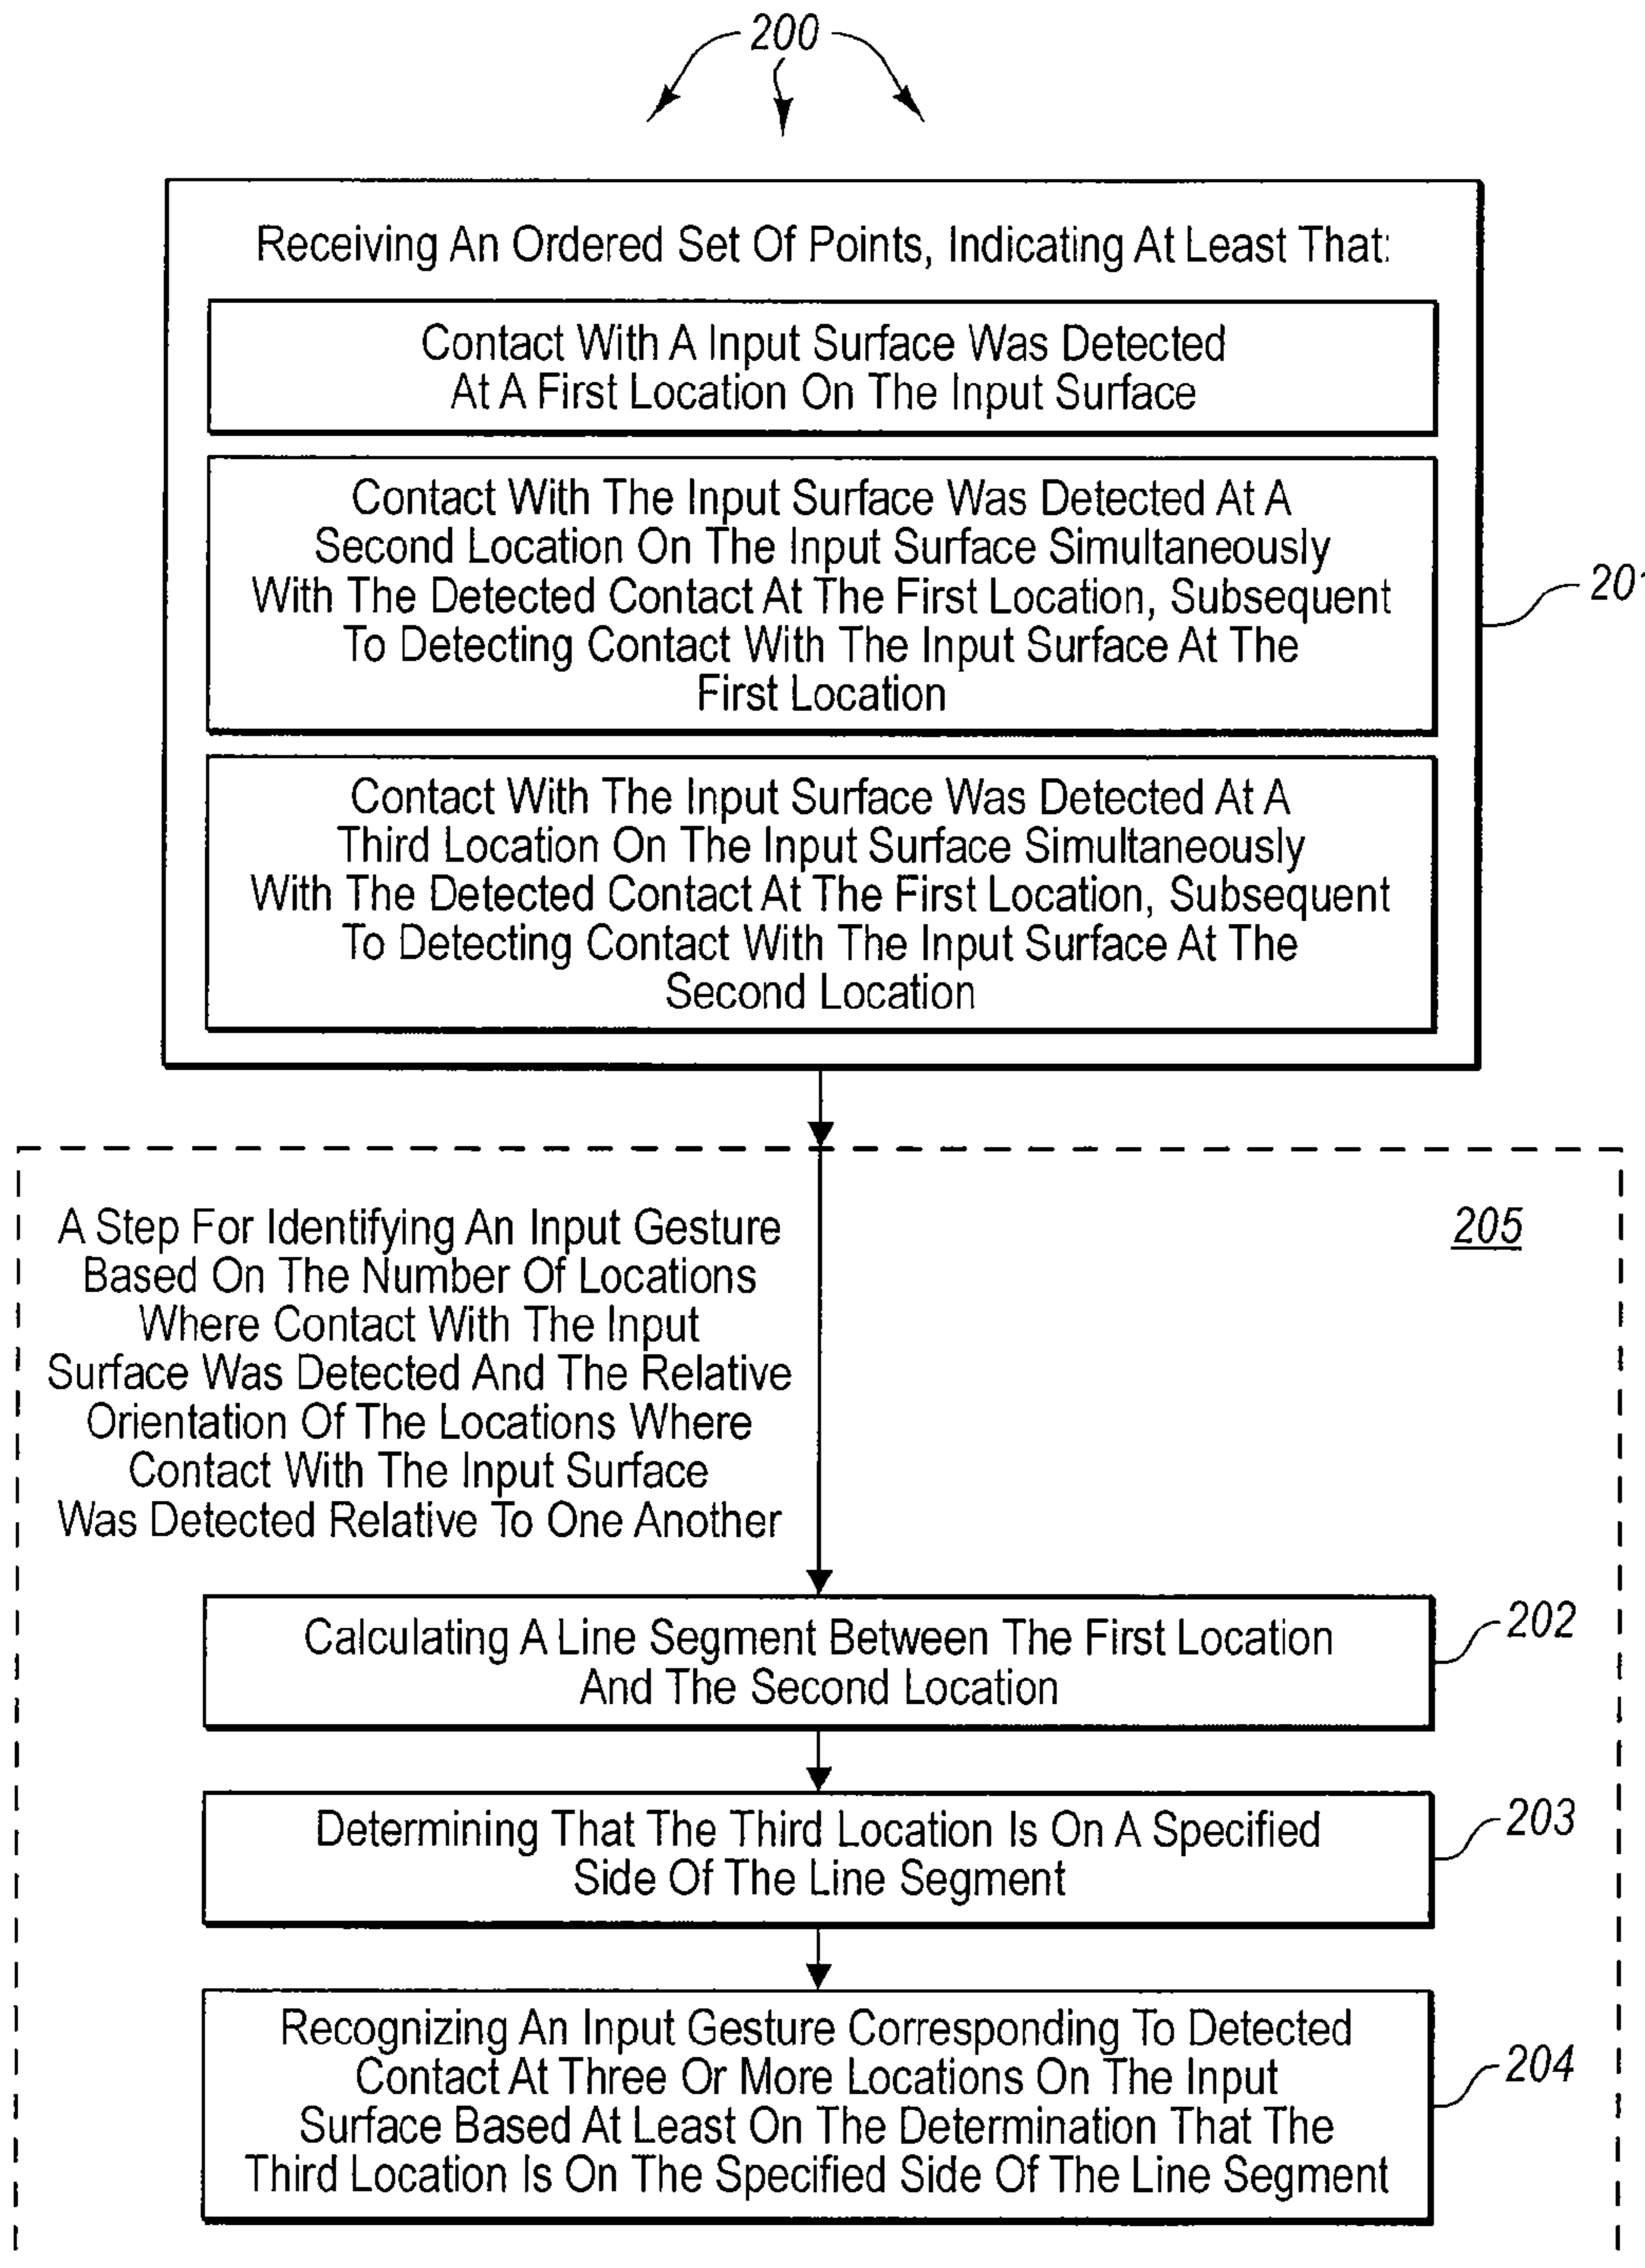 200
Receiving An Ordered Set Of Points, Indicating At Least That:
Contact With A Input Surface Was Detected
At A First Location On The Input Surface
Contact With The Input Surface Was Detected At A
Second Location On The Input Surface Simultaneously
With The Detected Contact At The First Location, Subsequent
To Detecting Contact With The Input Surface At The
First Location
201
Contact With The Input Surface Was Detected At A
Third Location On The Input Surface Simultaneously
With The Detected Contact At The First Location, Subsequent
To Detecting Contact With The Input Surface At The
Second Location
A Step For Identifying An Input Gesture
Based On The Number Of Locations
Where Contact With The Input
Surface Was Detected And The Relative
Orientation Of The Locations Where
Contact With The Input Surface
Was Detected Relative To One Another
205
Calculating A Line Segment Between The First Location
And The Second Location
202
Determining That The Third Location Is On A Specified
Side Of The Line Segment
203
Recognizing An Input Gesture Corresponding To Detected
Contact At Three Or More Locations On The Input
Surface Based At Least On The Determination That The
Third Location Is On The Specified Side Of The Line Segment
204